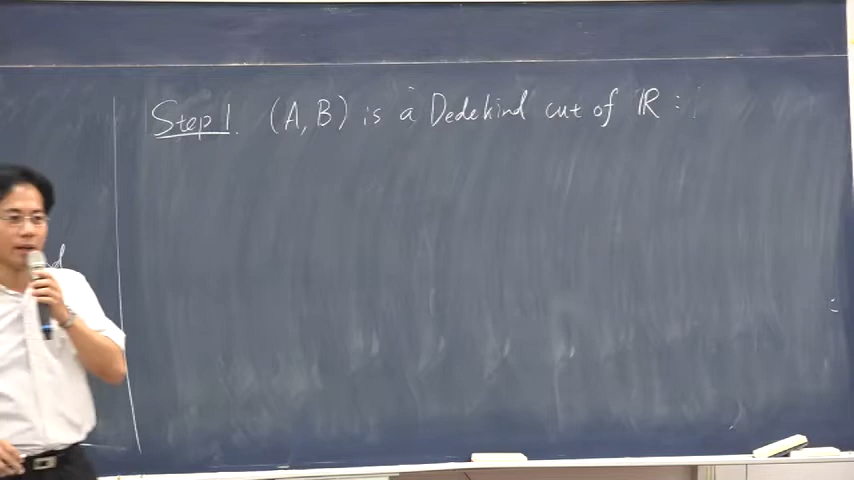 Step 1. (A, B) is a Dedekind cut of ℝ :